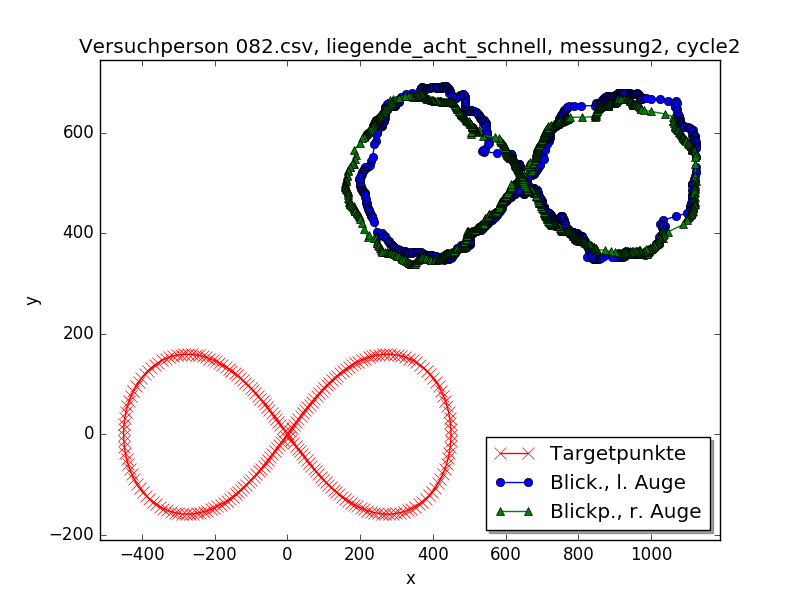 Versuchperson 082.csv, liegende_acht_schnell, messung2, cycle2
y
600
400
200
0
−200
−400
−200
0
200
400
600
800
1000
x
Targetpunkte
Blick., l. Auge
Blickp., r. Auge